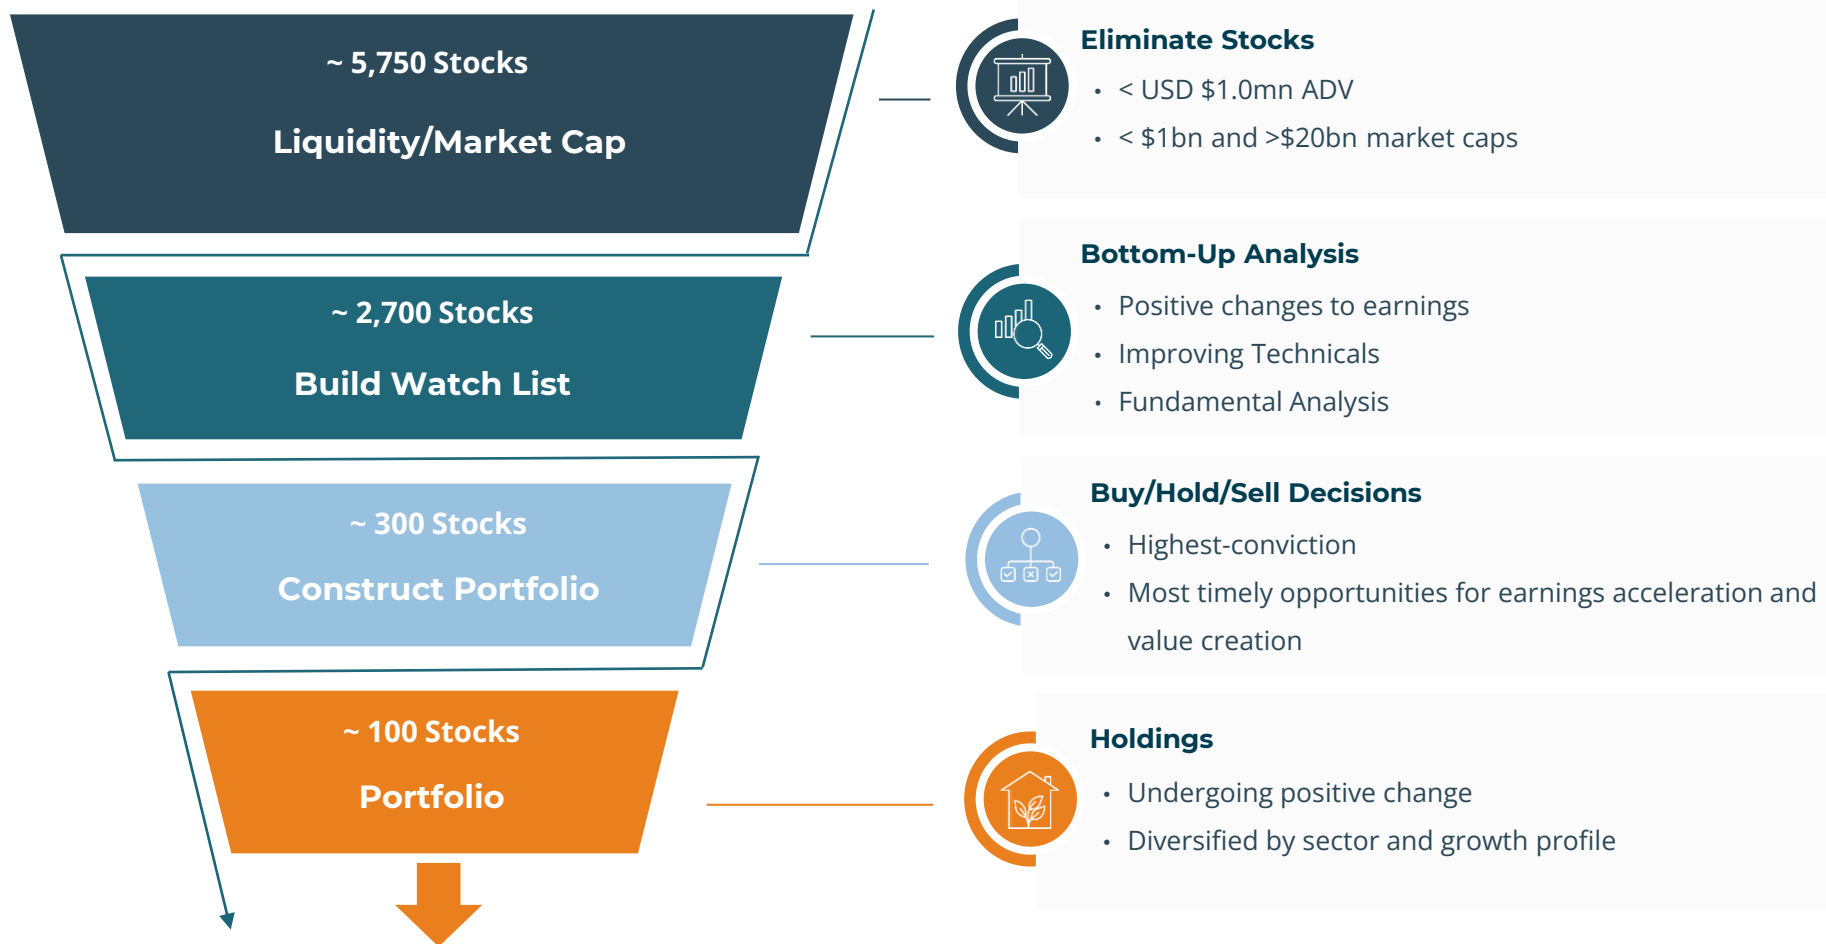 ~ 5,750 Stocks
Liquidity/Market Cap
Eliminate Stocks
• < USD $1.0mn ADV
• < $1bn and >$20bn market caps
~ 2,700 Stocks
Build Watch List
Bottom-Up Analysis
• Positive changes to earnings
• Improving Technicals
• Fundamental Analysis
~ 300 Stocks
Construct Portfolio
Buy/Hold/Sell Decisions
• Highest-conviction
• Most timely opportunities for earnings acceleration and
value creation
~ 100 Stocks
Portfolio
Holdings
• Undergoing positive change
• Diversified by sector and growth profile